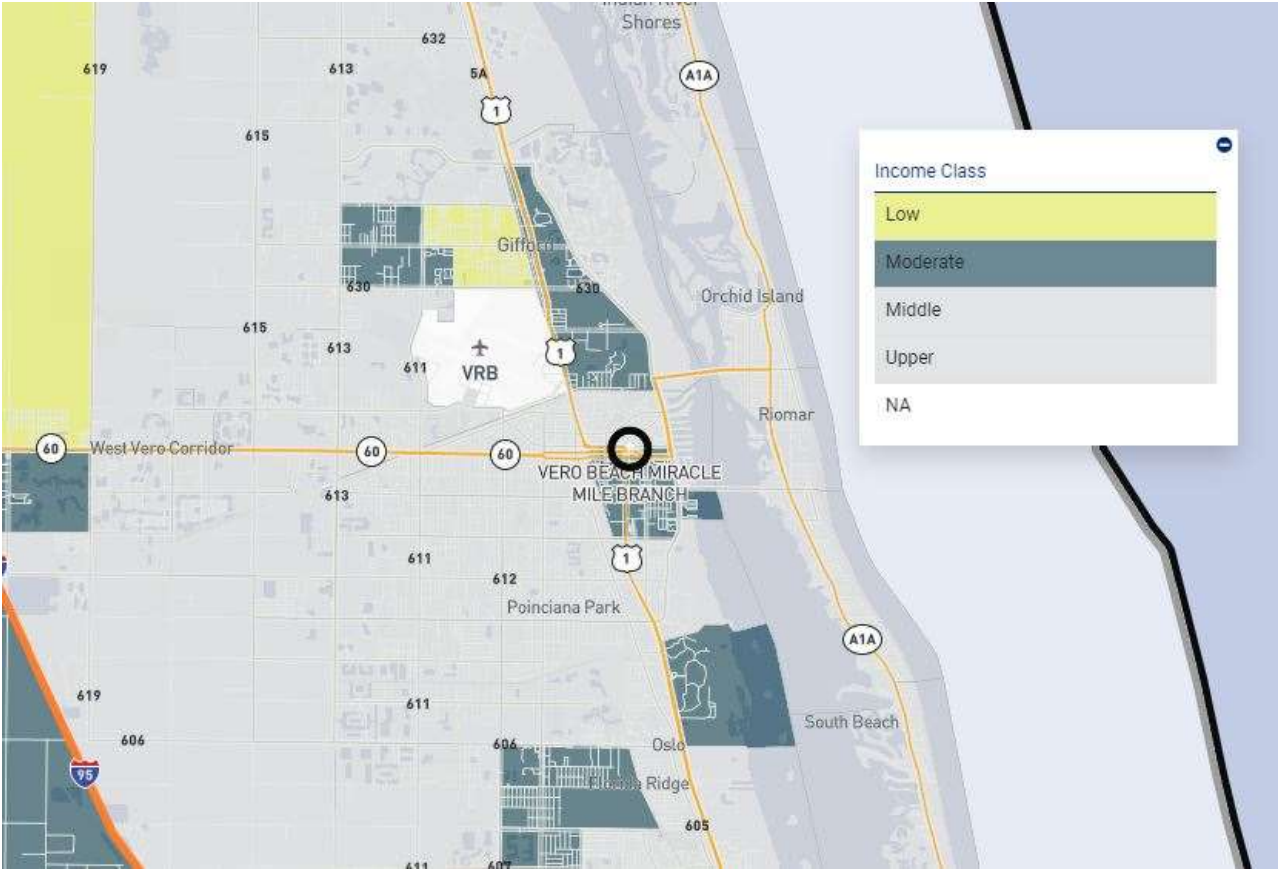 Indian River
Shores
632
619
613
5A
A1A
1
615
Income Class
Low
Moderate
Middle
Upper
NA
Gifford
630
630
Orchid Island
615
613
611
1
VRB
Riomar
60
West Vero Corridor
60
60
VERO BEACH MIRACLE
MILE BRANCH
613
611
1
612
Poinciana Park
A1A
619
611
South Beach
606
606
Oslo
95
Florida Ridge
605
611
607